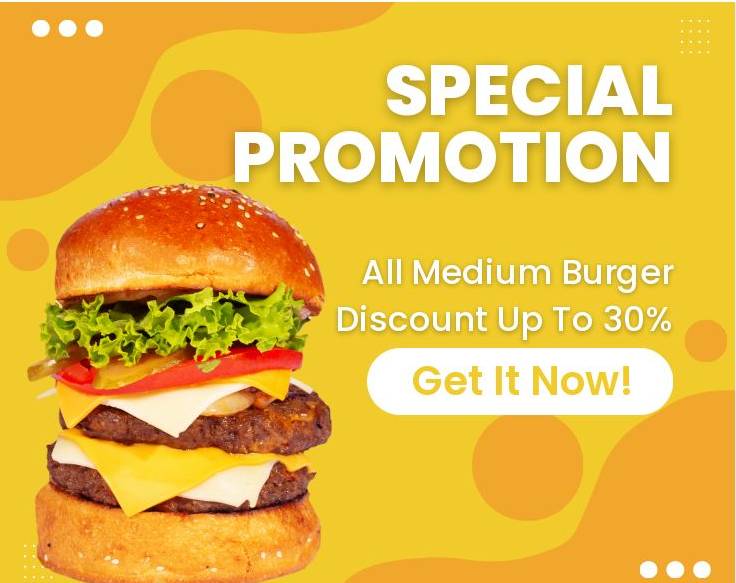 SPECIAL
PROMOTION
All Medium Burger
Discount Up To 30%
Get It Now!